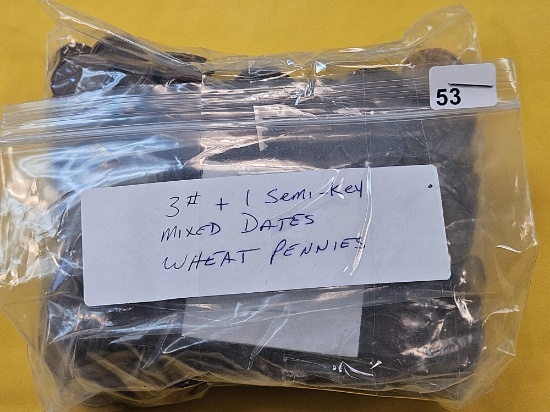 53
3# + 1 SEMI-KEY
MIXED DATES
WHEAT PENNIES